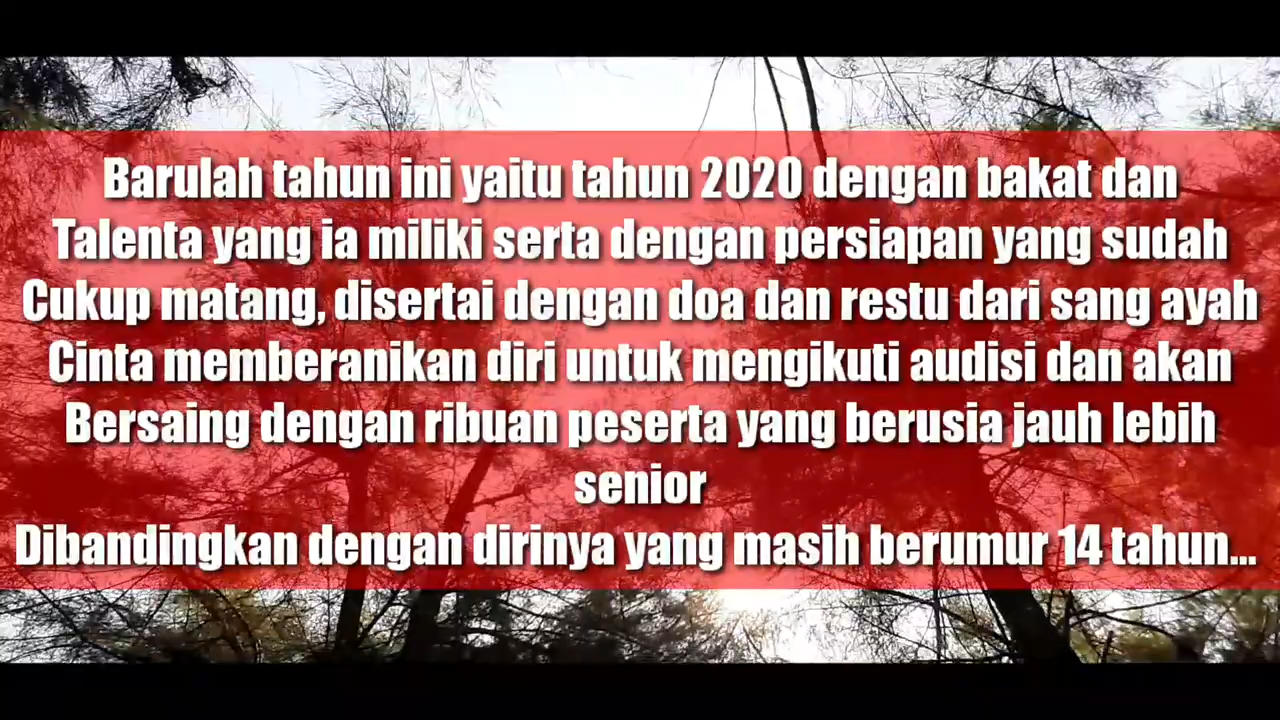 Barulah tahun ini yaitu tahun 2020 dengan bakat dan
Talenta yang ia miliki serta dengan persiapan yang sudah
Cukup matang, disertai dengan doa dan restu dari sang ayah
Cinta memberanikan diri untuk mengikuti audisi dan akan
Bersaing dengan ribuan peserta yang berusia jauh lebih
senior
Dibandingkan dengan dirinya yang masih berumur 14 tahun...